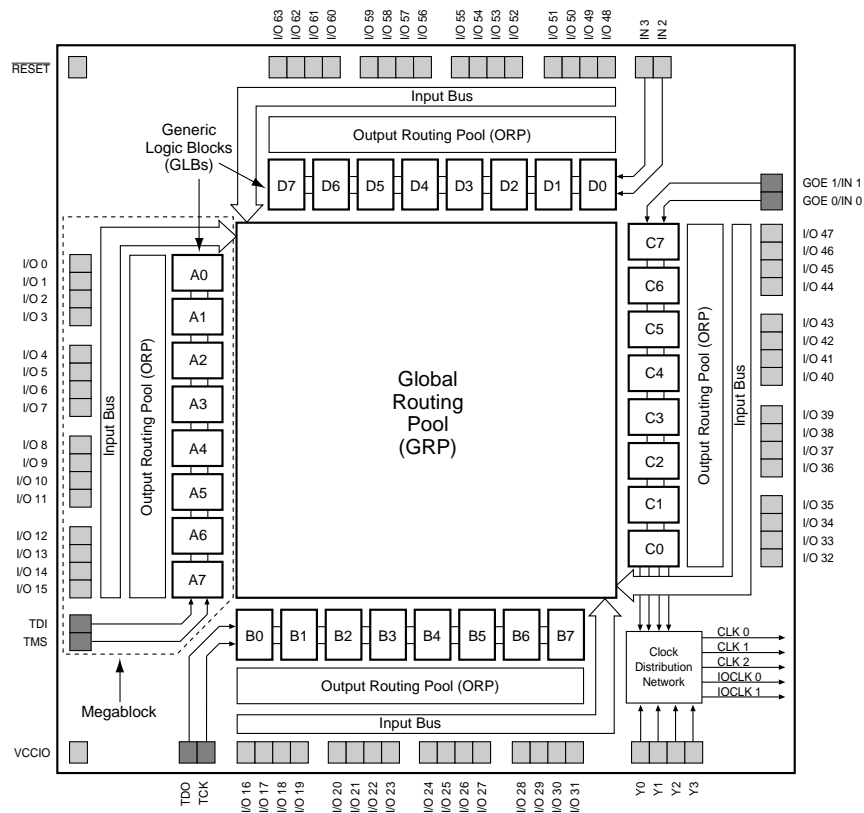 I/O 63
I/O 62
I/O 61
I/O 60
I/O 59
I/O 58
I/O 57
I/O 56
I/O 55
I/O 54
I/O 53
I/O 52
I/O 51
I/O 50
I/O 49
I/O 48
IN 3
IN 2
RESET
Input Bus
Output Routing Pool (ORP)
Generic
Logic Blocks
(GLBs)
D7
D6
D5
D4
D3
D2
D1
D0
GOE 1/IN 1
GOE 0/IN 0
I/O 0
I/O 1
I/O 2
I/O 3
I/O 4
I/O 5
I/O 6
I/O 7
I/O 8
I/O 9
I/O 10
I/O 11
I/O 12
I/O 13
I/O 14
I/O 15
TDI
TMS
Input Bus
Output Routing Pool (ORP)
A0
A1
A2
A3
A4
A5
A6
A7
Global
Routing
Pool
(GRP)
C7
C6
C5
C4
C3
C2
C1
C0
Output Routing Pool (ORP)
Input Bus
I/O 47
I/O 46
I/O 45
I/O 44
I/O 43
I/O 42
I/O 41
I/O 40
I/O 39
I/O 38
I/O 37
I/O 36
I/O 35
I/O 34
I/O 33
I/O 32
B0
B1
B2
B3
B4
B5
B6
B7
Output Routing Pool (ORP)
Input Bus
Megablock
Clock
Distribution
Network
CLK 0
CLK 1
CLK 2
IOCLK 0
IOCLK 1
VCCIO
TDO
TCK
I/O 16
I/O 17
I/O 18
I/O 19
I/O 20
I/O 21
I/O 22
I/O 23
I/O 24
I/O 25
I/O 26
I/O 27
I/O 28
I/O 29
I/O 30
I/O 31
Y0
Y1
Y2
Y3